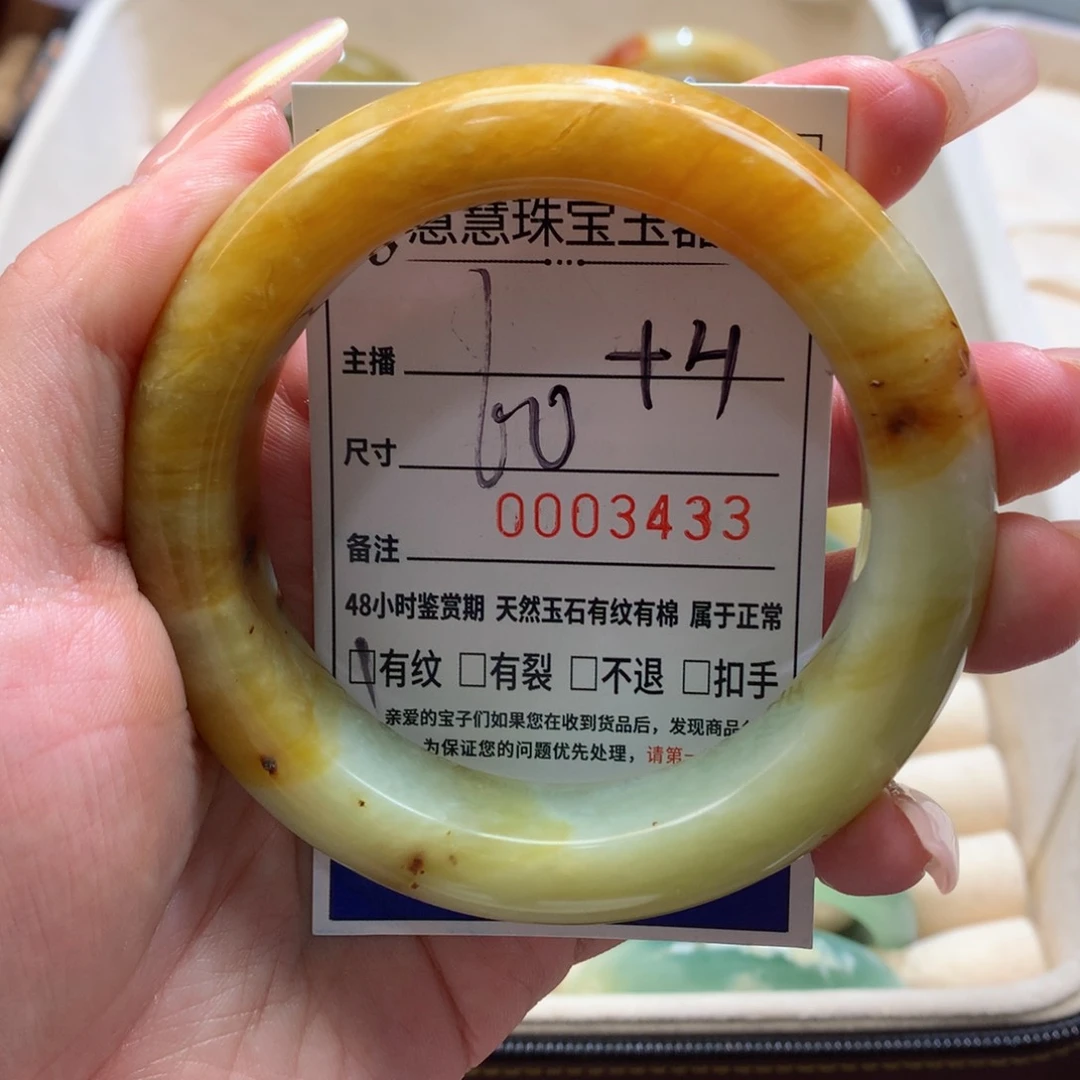 慧慧珠宝玉器
主播 +4
尺寸 60
0003433
备注
48小时鉴赏期 天然玉石有纹有棉 属于正常
□有纹 □有裂 □不退 □扣手
亲爱的宝子们如果您在收到货品后，发现商品
为保证您的问题优先处理，请第一